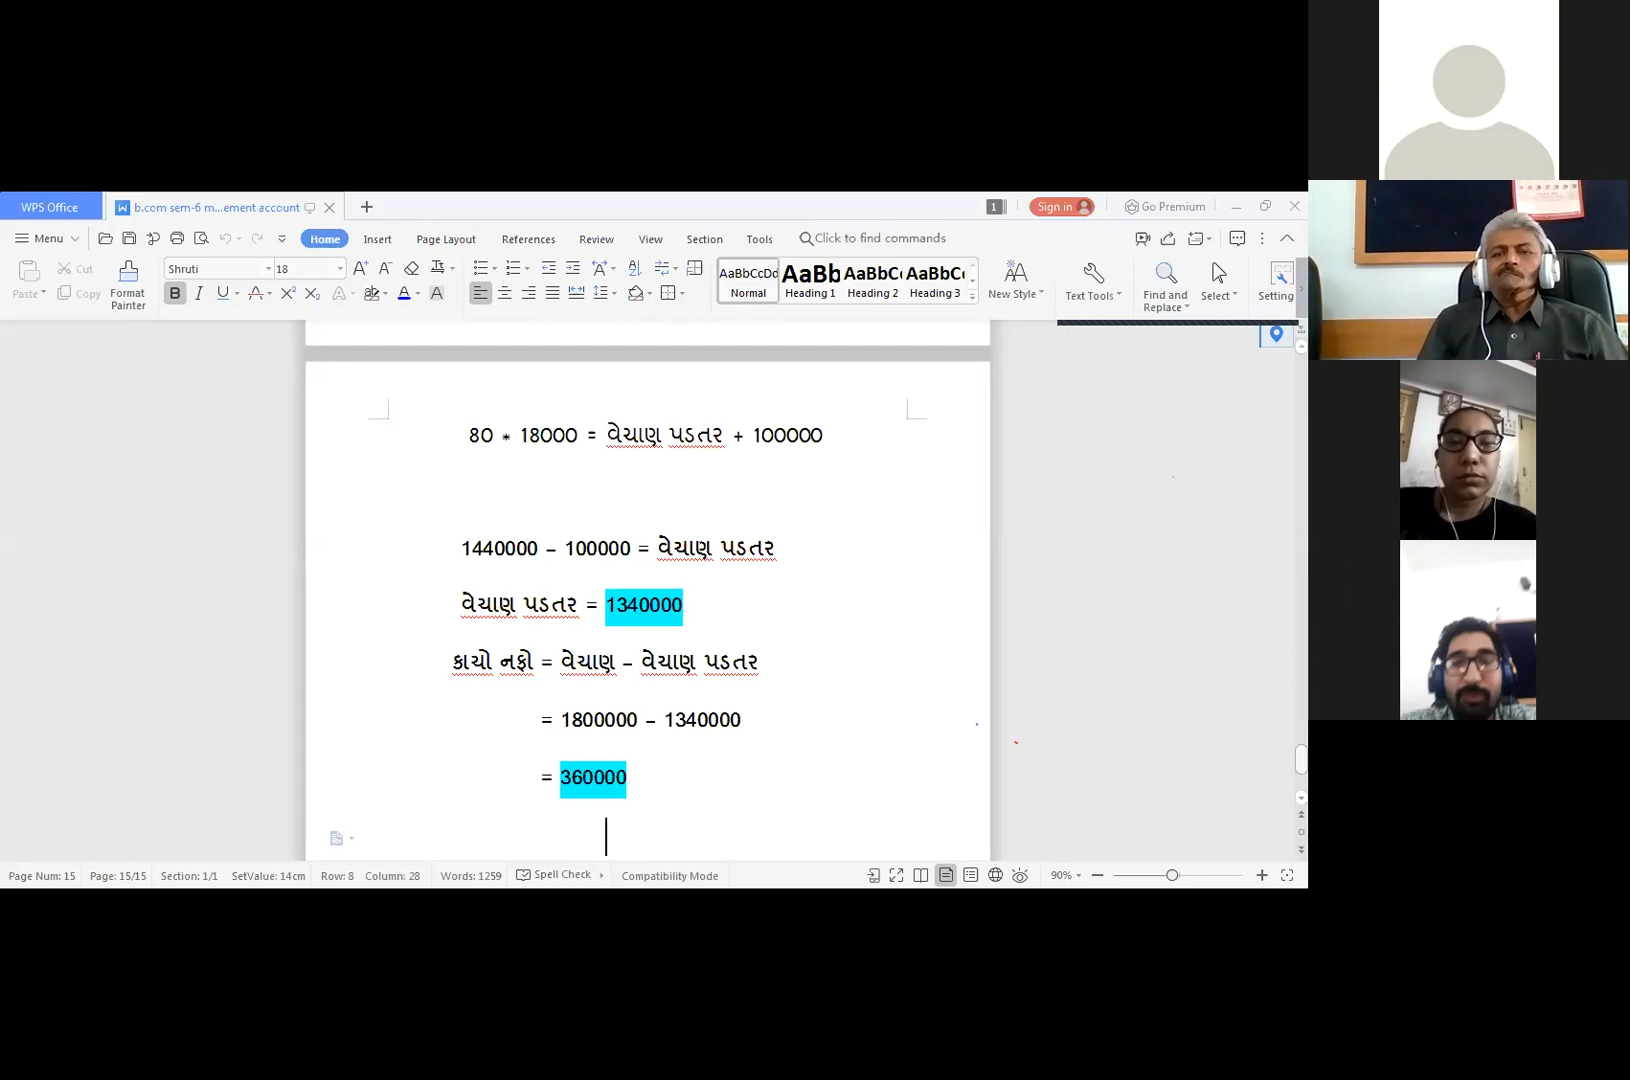 WPS Office
b.com sem-6 m...ement account
1
Sign in
Go Premium
Menu
Home
Insert
Page Layout
References
Review
View
Section
Tools
Click to find commands
Paste
Cut
Copy
Format Painter
Shruti
18
AaBbCcDd
Normal
AaBb
Heading 1
AaBbC
Heading 2
AaBbC
Heading 3
New Style
Text Tools
Find and Replace
Select
Setting
80 * 18000 = વેચાણ પડતર + 100000
1440000 – 100000 = વેચાણ પડતર
વેચાણ પડતર = 1340000
કાચો નફો = વેચાણ – વેચાણ પડતર
= 1800000 – 1340000
= 360000
Page Num: 15 Page: 15/15 Section: 1/1 SetValue: 14cm Row: 8 Column: 28 Words: 1259 Spell Check Compatibility Mode 90%